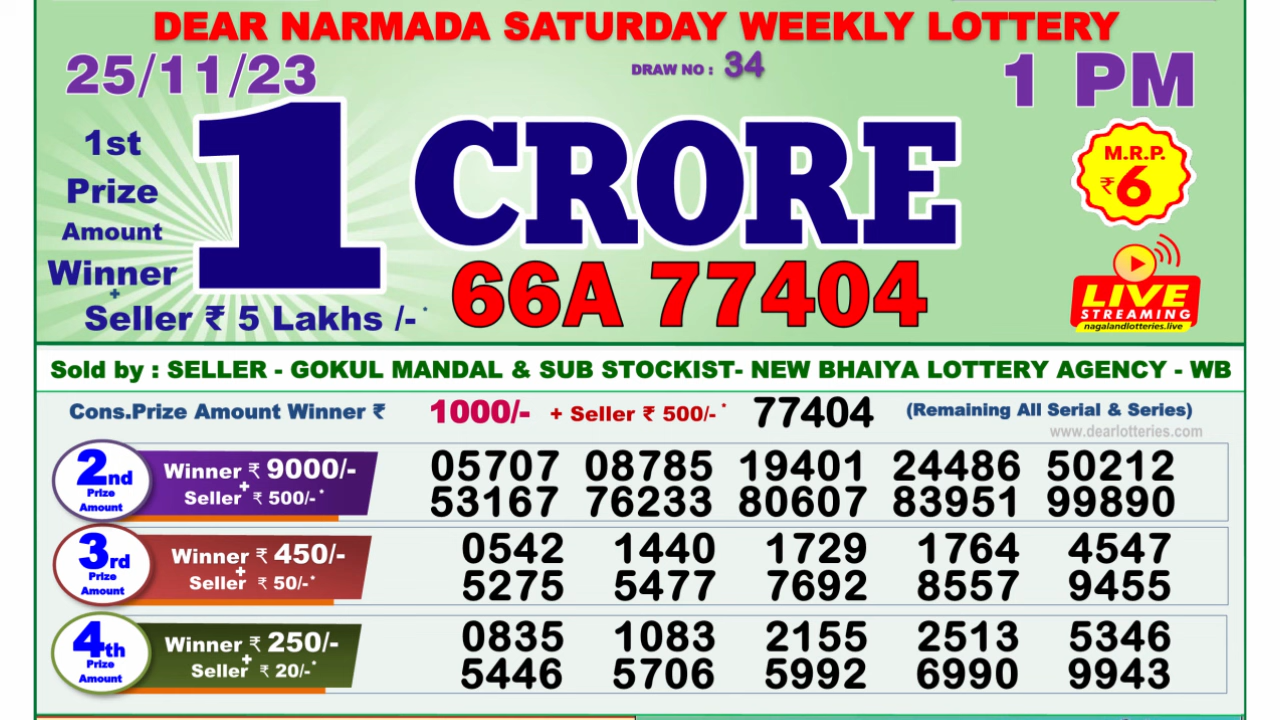 DEAR NARMADA SATURDAY WEEKLY LOTTERY
25/11/23 DRAW NO : 34 1 PM
1st
Prize
Amount
Winner
+
Seller ₹ 5 Lakhs /-*
1 CRORE
66A 77404
M.R.P.
₹6
LIVE
STREAMING
nagalandlotteries.live
Sold by : SELLER - GOKUL MANDAL & SUB STOCKIST- NEW BHAIYA LOTTERY AGENCY - WB
Cons.Prize Amount Winner ₹ 1000/- + Seller ₹ 500/-* 77404 (Remaining All Serial & Series)
www.dearlotteries.com
2nd
Prize
Amount
Winner ₹ 9000/-
+
Seller ₹ 500/-*
05707 08785 19401 24486 50212
53167 76233 80607 83951 99890
3rd
Prize
Amount
Winner ₹ 450/-
+
Seller ₹ 50/-*
0542 1440 1729 1764 4547
5275 5477 7692 8557 9455
4th
Prize
Amount
Winner ₹ 250/-
+
Seller ₹ 20/-*
0835 1083 2155 2513 5346
5446 5706 5992 6990 9943